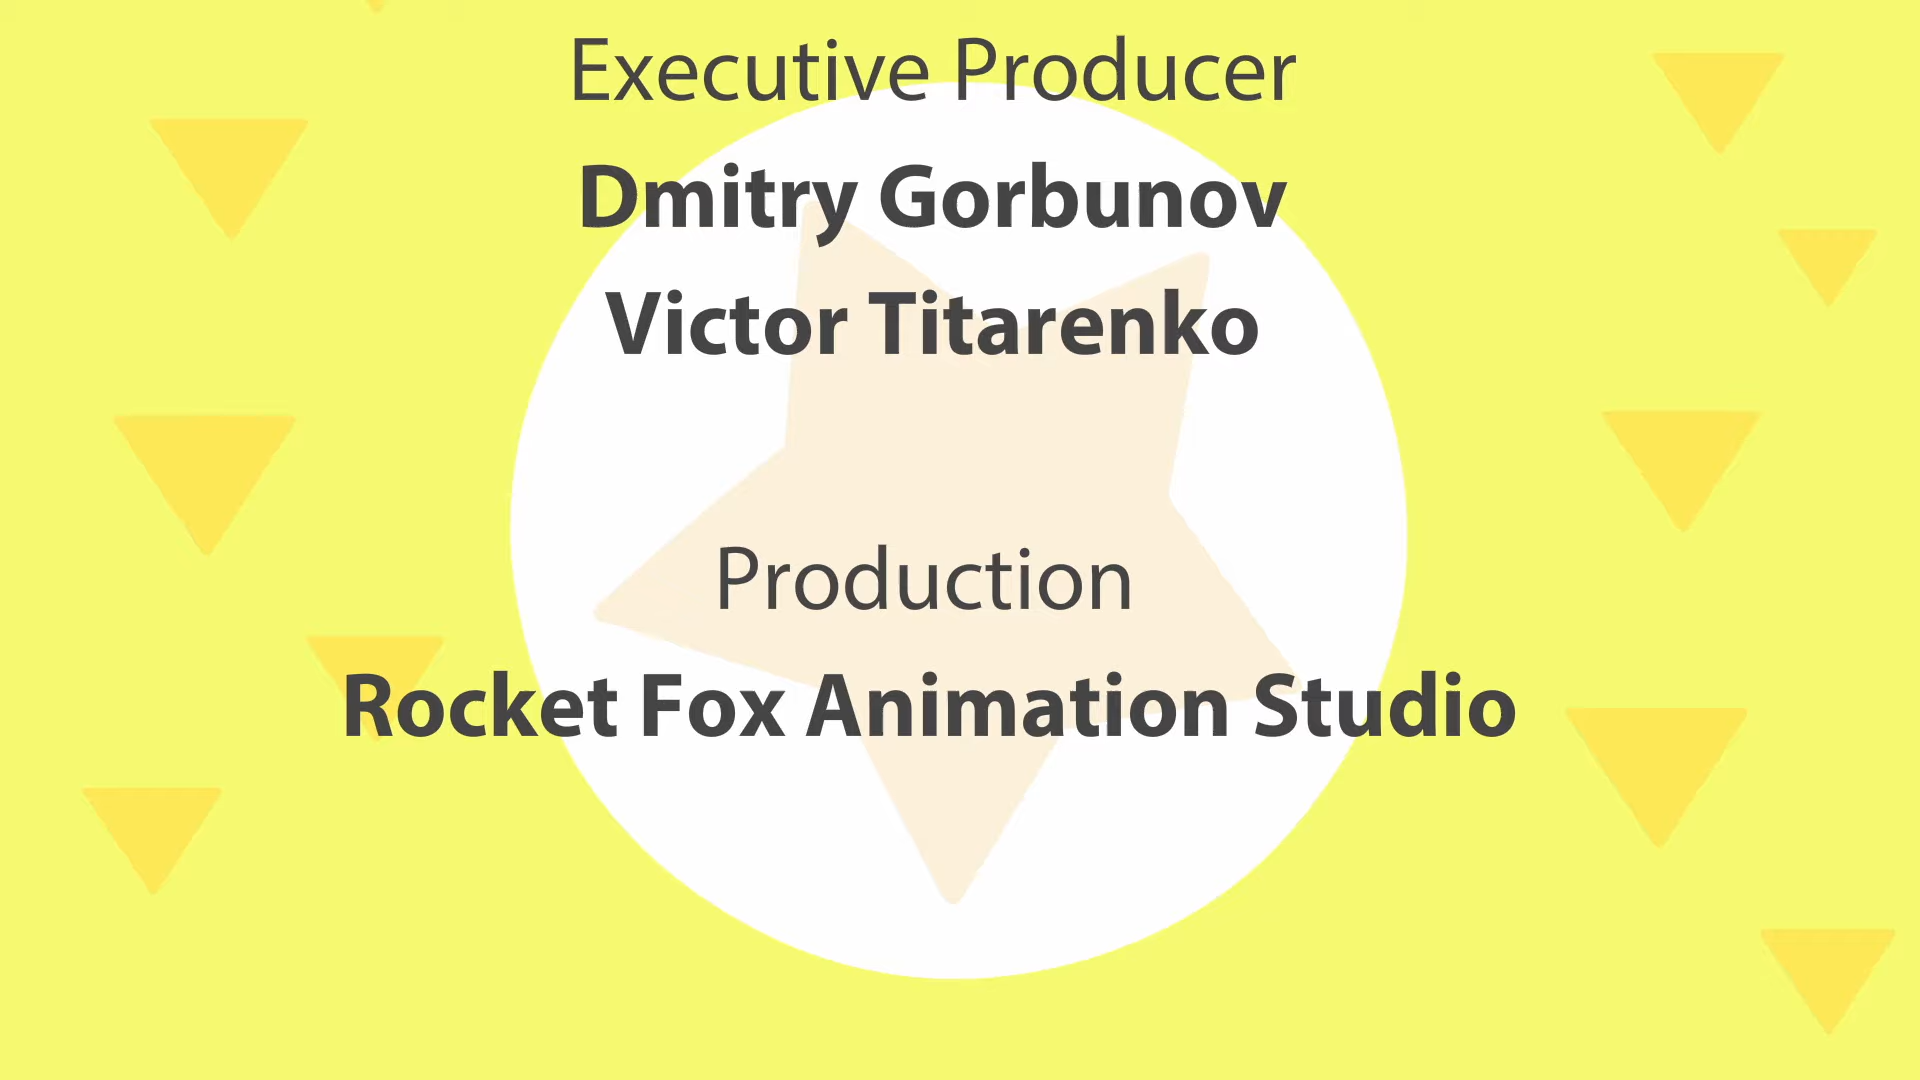 Executive Producer
Dmitry Gorbunov
Victor Titarenko
Production
Rocket Fox Animation Studio